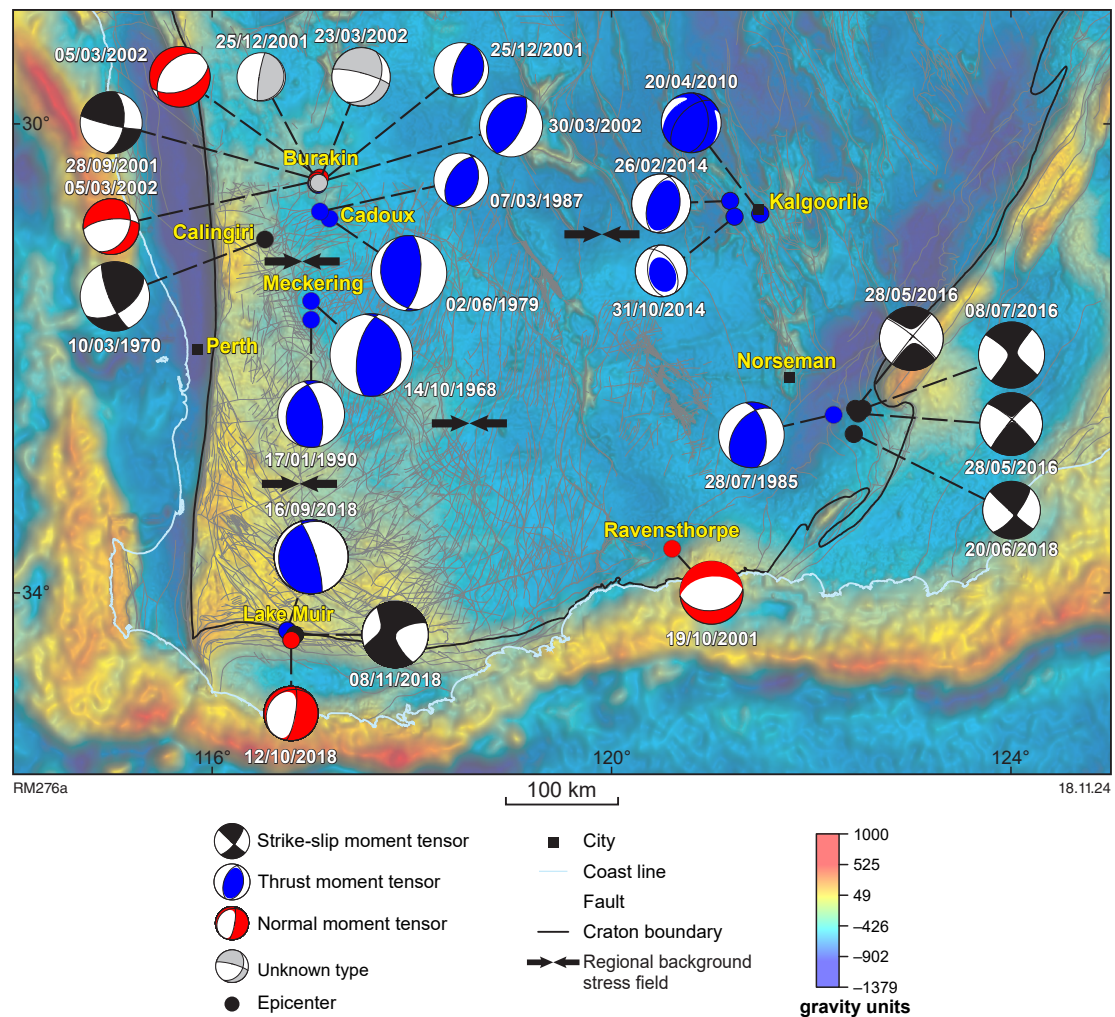 05/03/2002
25/12/2001
23/03/2002
25/12/2001
20/04/2010
30°
30/03/2002
28/09/2001
Burakin
26/02/2014
05/03/2002
07/03/1987
Kalgoorlie
Cadoux
Calingiri
Meckering
02/06/1979
31/10/2014
28/05/2016
08/07/2016
10/03/1970
Perth
14/10/1968
Norseman
17/01/1990
28/05/2016
28/07/1985
16/09/2018
Ravensthorpe
20/06/2018
34°
Lake Muir
19/10/2001
08/11/2018
12/10/2018
116°
120°
124°
RM276a
100 km
18.11.24
Strike-slip moment tensor
Thrust moment tensor
Normal moment tensor
Unknown type
Epicenter
City
Coast line
Fault
Craton boundary
Regional background
stress field
1000
525
49
–426
–902
–1379
gravity units